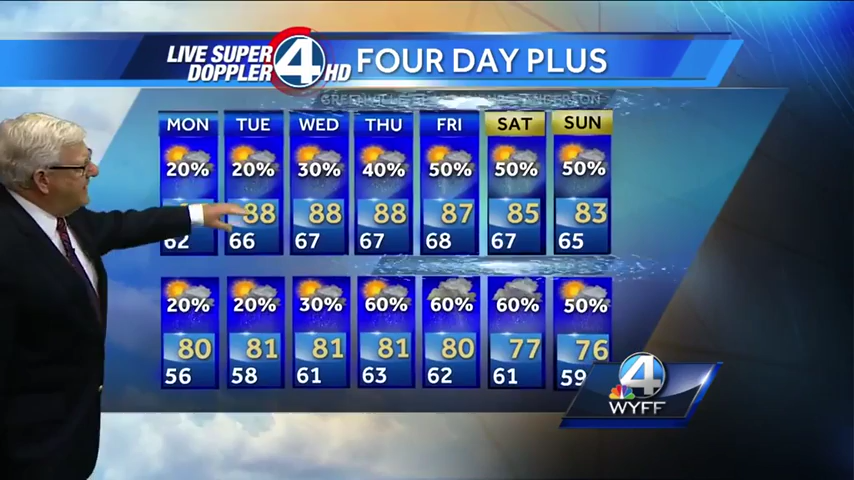 LIVE SUPER DOPPLER 4 HD FOUR DAY PLUS
MON TUE WED THU FRI SAT SUN
20% 20% 30% 40% 50% 50% 50%
88 88 88 87 85 83
62 66 67 67 68 67 65
20% 20% 30% 60% 60% 60% 50%
80 81 81 81 80 77 76
56 58 61 63 62 61 59
4
WYFF